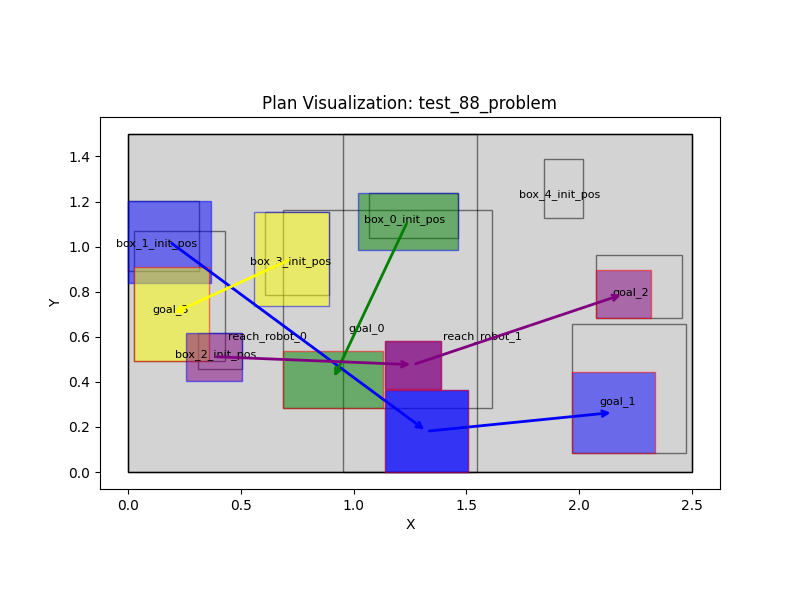 Plan Visualization: test_88_problem
1.4
1.2
1.0
0.8
0.6
0.4
0.2
0.0
Y
box_4_init_pos
box_0_init_pos
box_1_init_pos
box_3_init_pos
goal_2
goal_3
goal_0
reach_robot_0
reach_robot_1
box_2_init_pos
goal_1
0.0
0.5
1.0
1.5
2.0
2.5
X